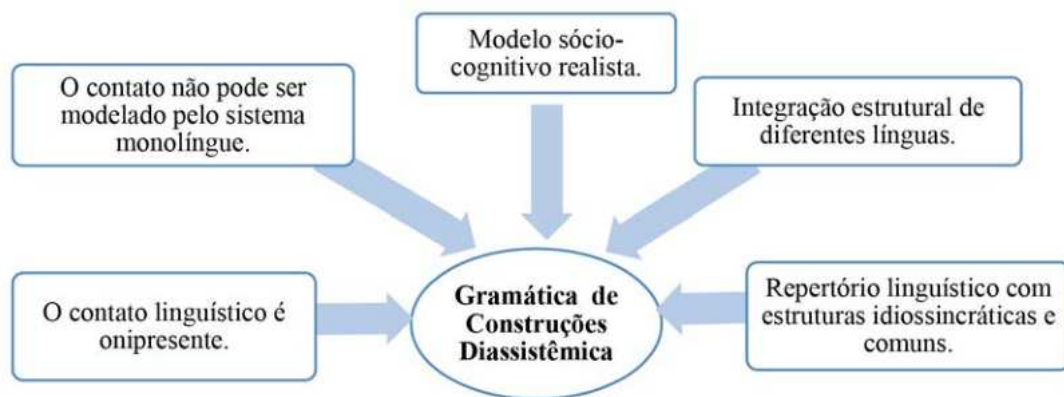 Modelo sócio-
cognitivo realista.
O contato não pode ser
modelado pelo sistema
monolíngue.
Integração estrutural de
diferentes línguas.
O contato linguístico é
onipresente.
Gramática de
Construções
Diassistêmica
Repertório linguístico com
estruturas idiossincráticas e
comuns.